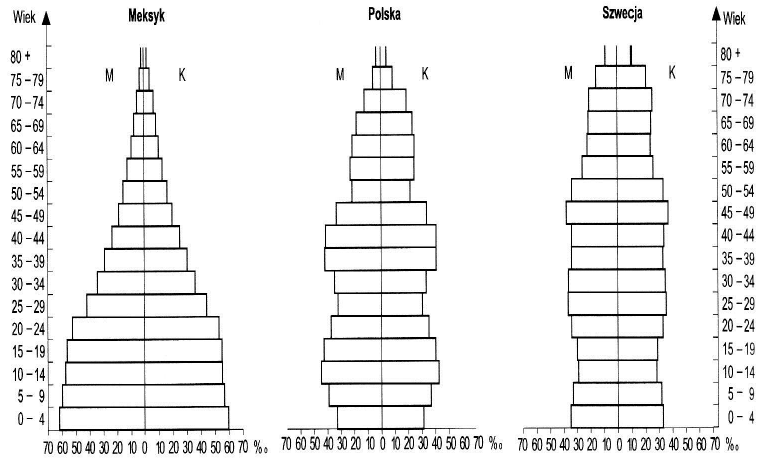 Wiek Meksyk Polska Szwecja Wiek
80 + 80 +
75 – 79 M K M K M K 75 – 79
70 – 74 70 – 74
65 – 69 65 – 69
60 – 64 60 – 64
55 – 59 55 – 59
50 – 54 50 – 54
45 – 49 45 – 49
40 – 44 40 – 44
35 – 39 35 – 39
30 – 34 30 – 34
25 – 29 25 – 29
20 – 24 20 – 24
15 – 19 15 – 19
10 – 14 10 – 14
5 – 9 5 – 9
0 – 4 0 – 4
70 60 50 40 30 20 10 0 10 20 30 40 50 60 70 ‰ 70 60 50 40 30 20 10 0 10 20 30 40 50 60 70 ‰ 70 60 50 40 30 20 10 0 10 20 30 40 50 60 70 ‰